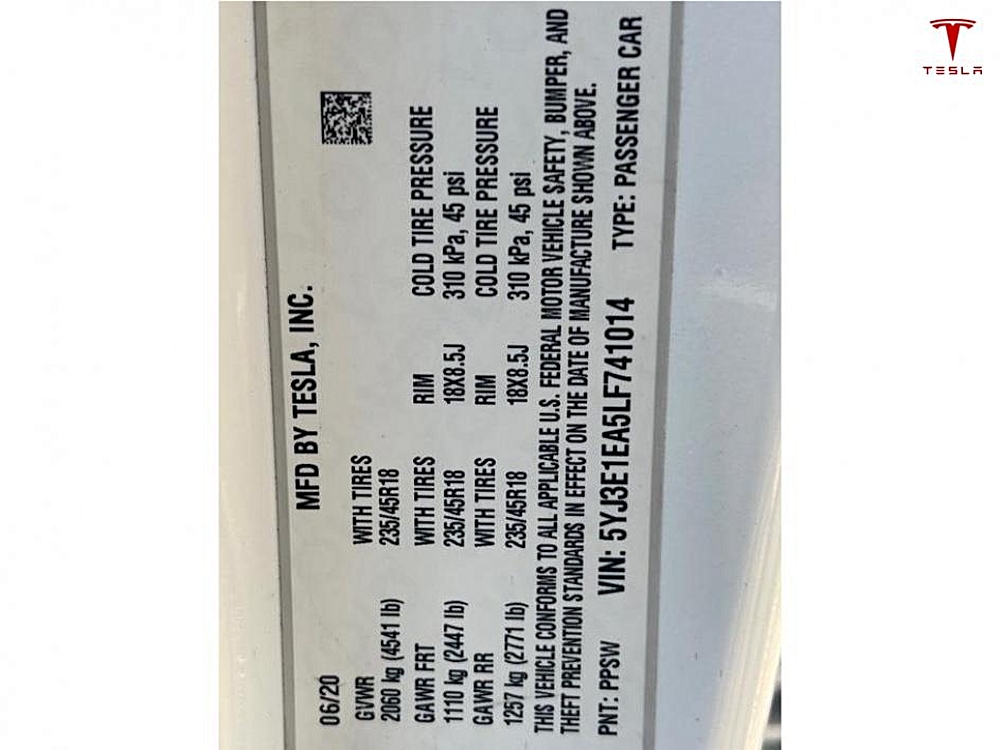 MFD BY TESLA, INC.
06/20
GVWR WITH TIRES
2060 kg (4541 lb) 235/45R18
GAWR FRT WITH TIRES RIM COLD TIRE PRESSURE
1110 kg (2447 lb) 235/45R18 18X8.5J 310 kPa, 45 psi
GAWR RR WITH TIRES RIM COLD TIRE PRESSURE
1257 kg (2771 lb) 235/45R18 18X8.5J 310 kPa, 45 psi
THIS VEHICLE CONFORMS TO ALL APPLICABLE U.S. FEDERAL MOTOR VEHICLE SAFETY, BUMPER, AND
THEFT PREVENTION STANDARDS IN EFFECT ON THE DATE OF MANUFACTURE SHOWN ABOVE.
PNT: PPSW VIN: 5YJ3E1EA5LF741014 TYPE: PASSENGER CAR
TESLA